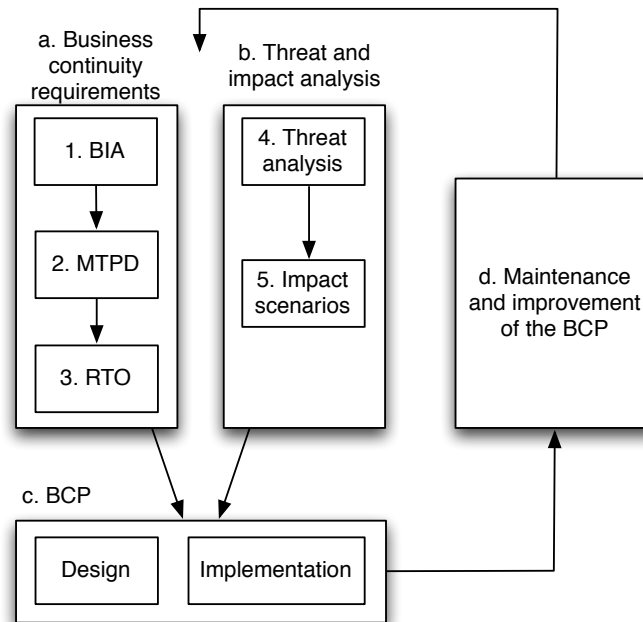 a. Business
continuity
requirements
1. BIA
2. MTPD
3. RTO
b. Threat and
impact analysis
4. Threat
analysis
5. Impact
scenarios
d. Maintenance
and improvement
of the BCP
c. BCP
Design
Implementation